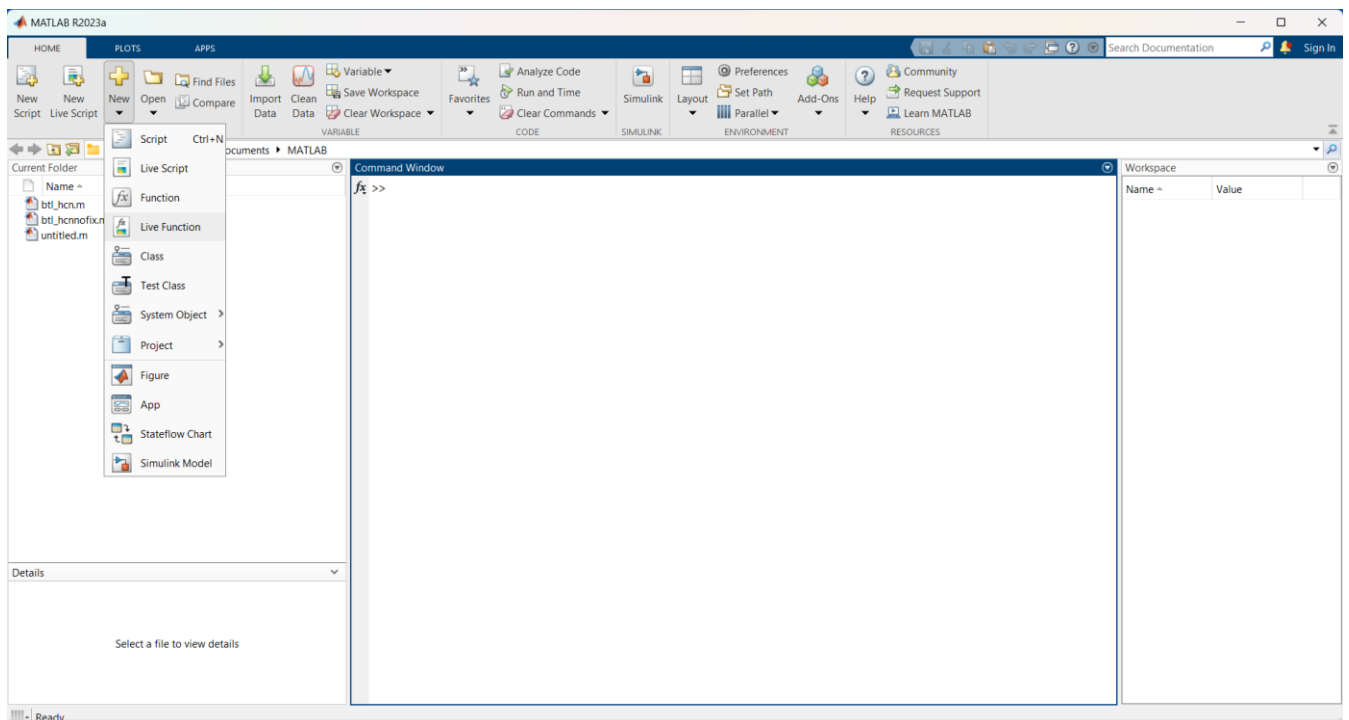 MATLAB R2023a
HOME PLOTS APPS
Search Documentation Sign In
New Script
New Live Script
New
Open
Find Files
Compare
Import Data
Clean Data
Variable
Save Workspace
Clear Workspace
VARIABLE
Favorites
Analyze Code
Run and Time
Clear Commands
CODE
Simulink
SIMULINK
Layout
Preferences
Set Path
Parallel
Add-Ons
ENVIRONMENT
Help
Community
Request Support
Learn MATLAB
RESOURCES
MATLAB
Script Ctrl+N
Live Script
Function
Live Function
Class
Test Class
System Object
Project
Figure
App
Stateflow Chart
Simulink Model
Current Folder
Name
btl_hcn.m
btl_hcnnofix.m
untitled.m
Details
Select a file to view details
Command Window
fx >>
Workspace
Name Value
Ready